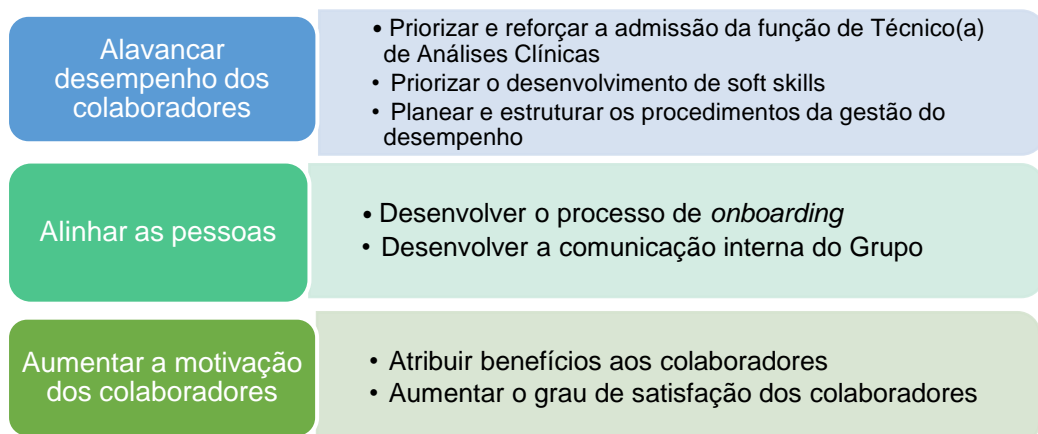 Alavancar
desempenho dos
colaboradores
• Priorizar e reforçar a admissão da função de Técnico(a)
de Análises Clínicas
• Priorizar o desenvolvimento de soft skills
• Planear e estruturar os procedimentos da gestão do
desempenho
Alinhar as pessoas
• Desenvolver o processo de onboarding
• Desenvolver a comunicação interna do Grupo
Aumentar a motivação
dos colaboradores
• Atribuir benefícios aos colaboradores
• Aumentar o grau de satisfação dos colaboradores